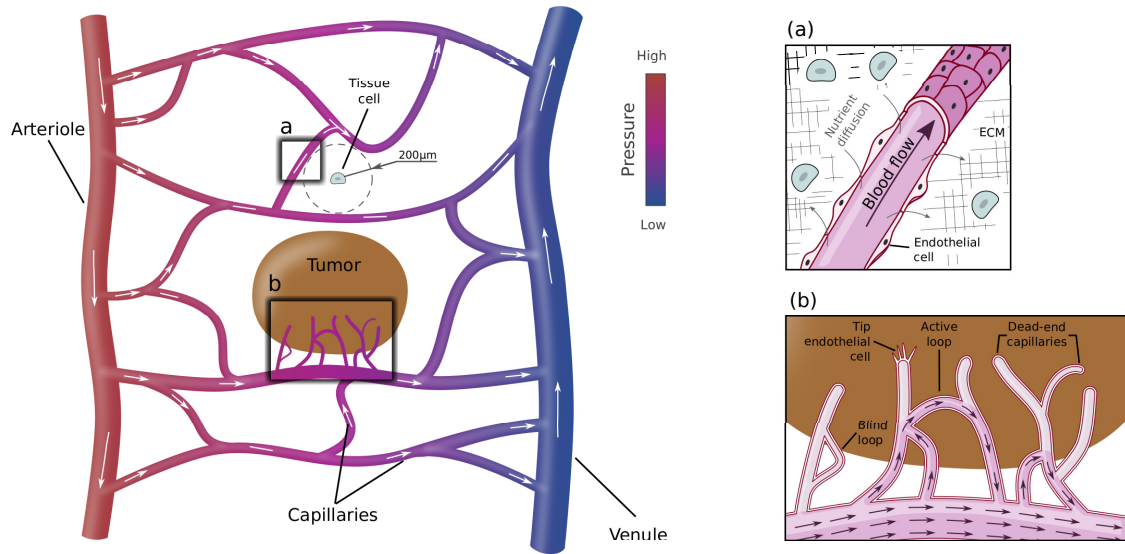 Arteriole
Tissue
cell
a
200μm
Tumor
b
Capillaries
Venule
High
Pressure
Low
(a)
Nutrient
diffusion
ECM
Blood flow
Endothelial
cell
(b)
Tip
endothelial
cell
Active
loop
Dead-end
capillaries
Blind
loop